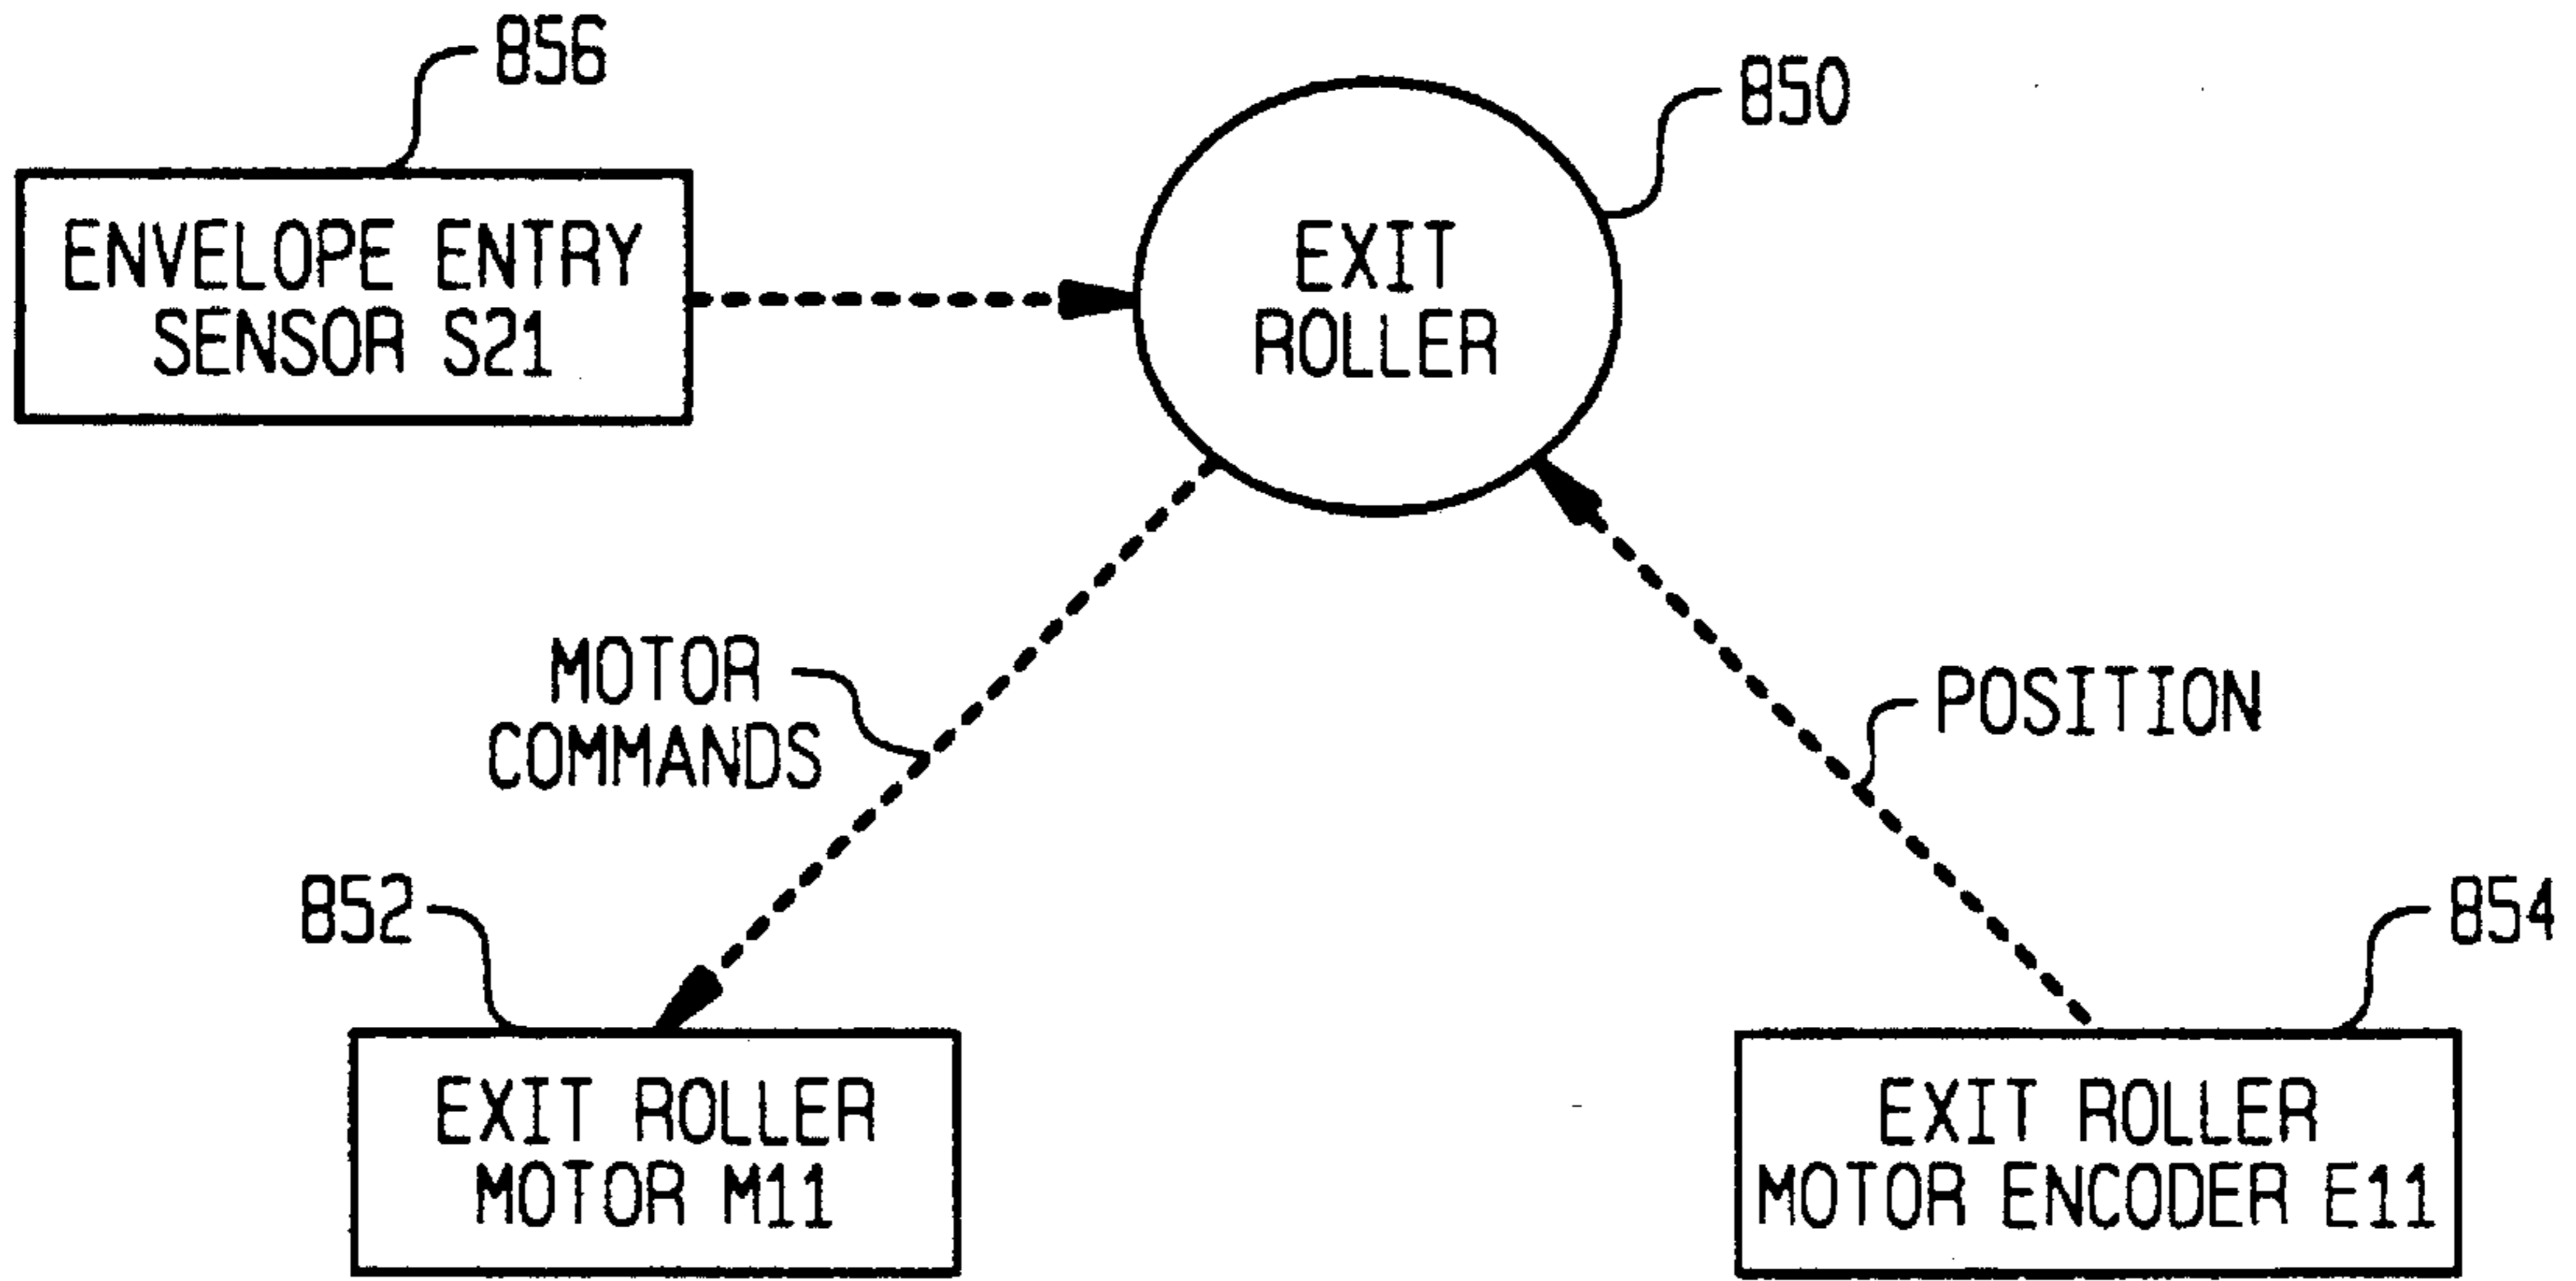 856
850
ENVELOPE ENTRY
SENSOR S21
EXIT
ROLLER
MOTOR
COMMANDS
POSITION
852
854
EXIT ROLLER
MOTOR M11
EXIT ROLLER
MOTOR ENCODER E11